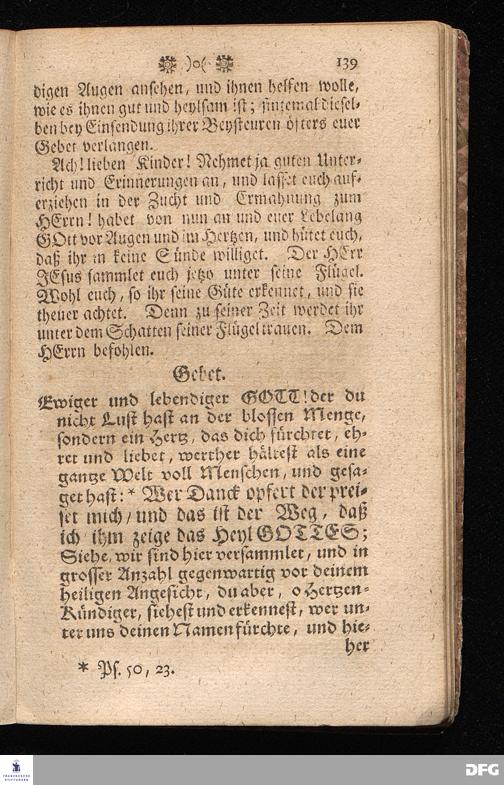 )o( 139
digen Augen ansehen, und ihnen helfen wolle,
wie es ihnen gut und heylsam ist; sintemal diesel-
ben bey Einsendung ihrer Beysteuren öfters euer
Gebet verlangen.
Ach! lieben Kinder! Nehmet ja guten Unter-
richt und Erinnerungen an, und lasset euch auf-
erziehen in der Zucht und Ermahnung zum
HErrn! habet von nun an und euer Lebelang
GOtt vor Augen und im Hertzen, und hütet euch,
daß ihr in keine Sünde williget. Der HErr
JEsus sammlet euch jetzo unter seine Flügel.
Wohl euch, so ihr seine Güte erkennet, und sie
theuer achtet. Denn zu seiner Zeit werdet ihr
unter dem Schatten seiner Flügel trauen. Dem
HErrn befohlen.
Gebet.
Ewiger und lebendiger GOTT! der du
nicht Lust hast an der blossen Menge,
sondern ein Hertz, das dich fürchtet, eh-
ret und liebet, werther hältest als eine
gantze Welt voll Menschen, und gesa-
get hast: * Wer Danck opfert der prei-
set mich/ und das ist der Weg, daß
ich ihm zeige das Heyl GOTTES;
Siehe, wir sind hier versammlet, und in
grosser Anzahl gegenwartig vor deinem
heiligen Angesicht, du aber, o Hertzen-
Kündiger, siehest und erkennest, wer un-
ter uns deinen Namen fürchte, und hie-
her
* Ps. 50, 23.
FRANCKESCHE
STIFTUNGEN
DFG